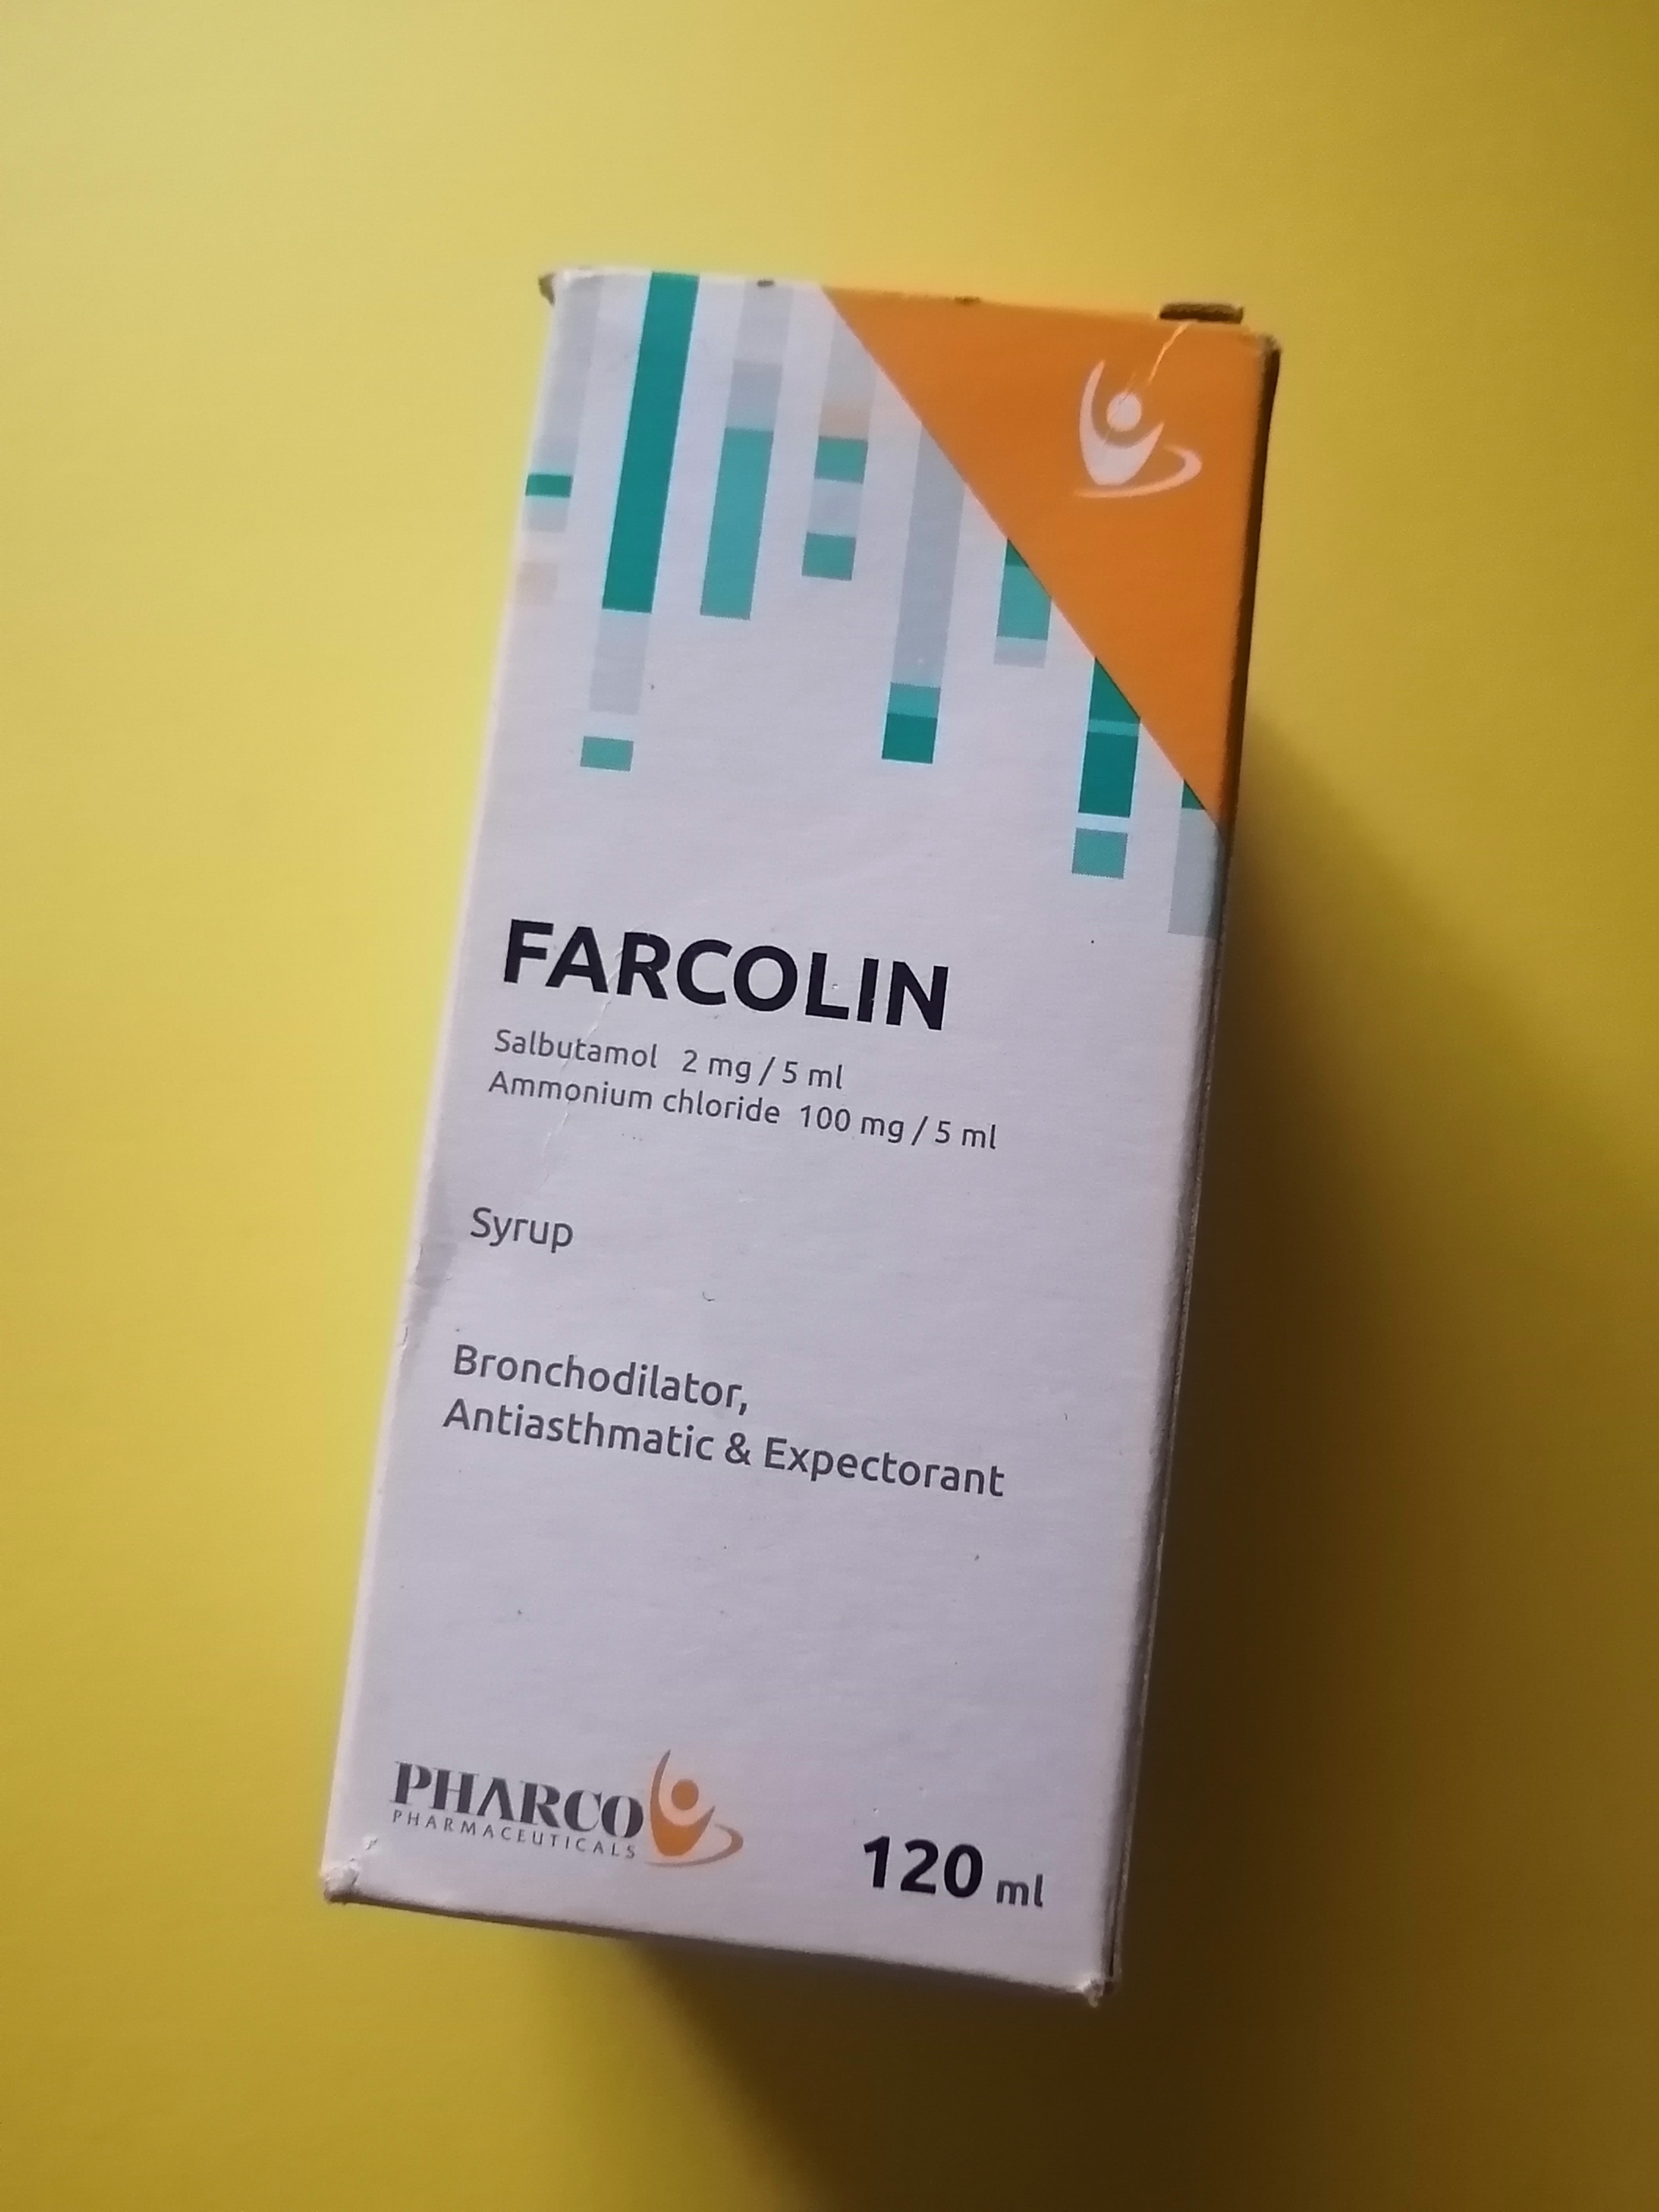 FARCOLIN
Salbutamol 2 mg / 5 ml
Ammonium chloride 100 mg / 5 ml
Syrup
Bronchodilator,
Antiasthmatic & Expectorant
PHARCO
PHARMACEUTICALS
120 ml